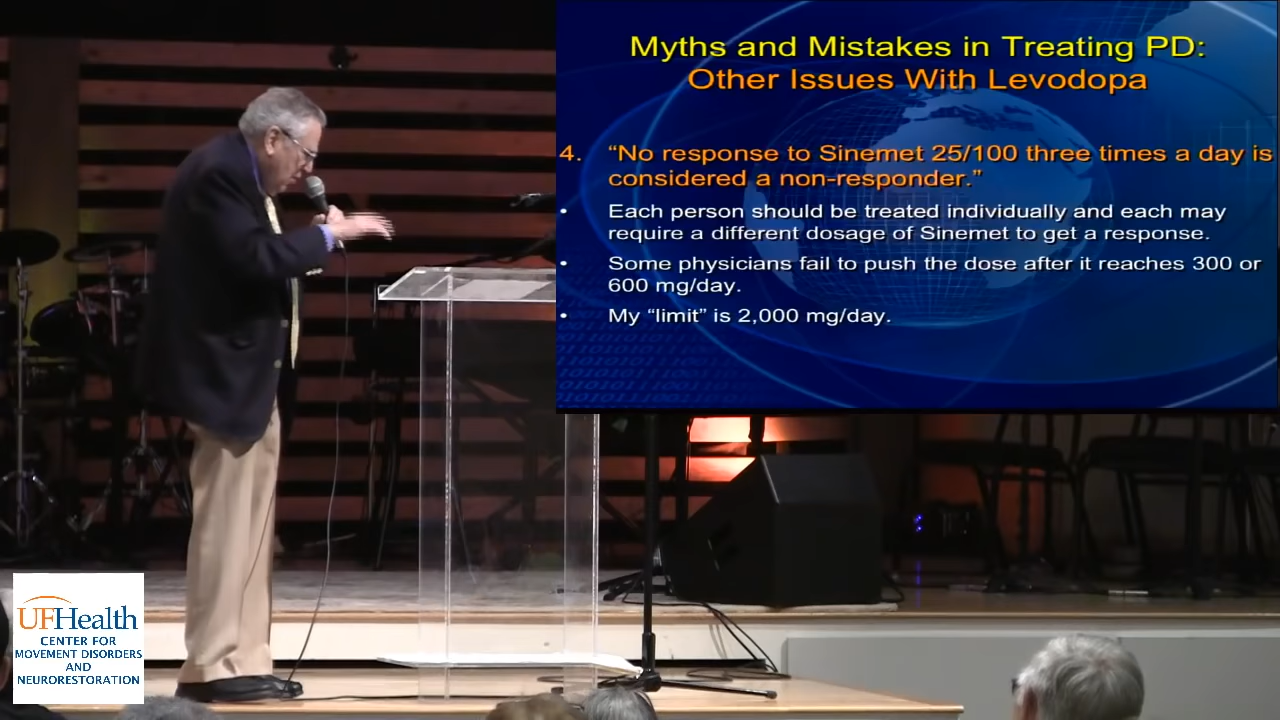 Myths and Mistakes in Treating PD:
Other Issues With Levodopa
4. “No response to Sinemet 25/100 three times a day is
considered a non-responder.”
• Each person should be treated individually and each may
require a different dosage of Sinemet to get a response.
• Some physicians fail to push the dose after it reaches 300 or
600 mg/day.
• My “limit” is 2,000 mg/day.
UFHealth
CENTER FOR
MOVEMENT DISORDERS
AND
NEURORESTORATION